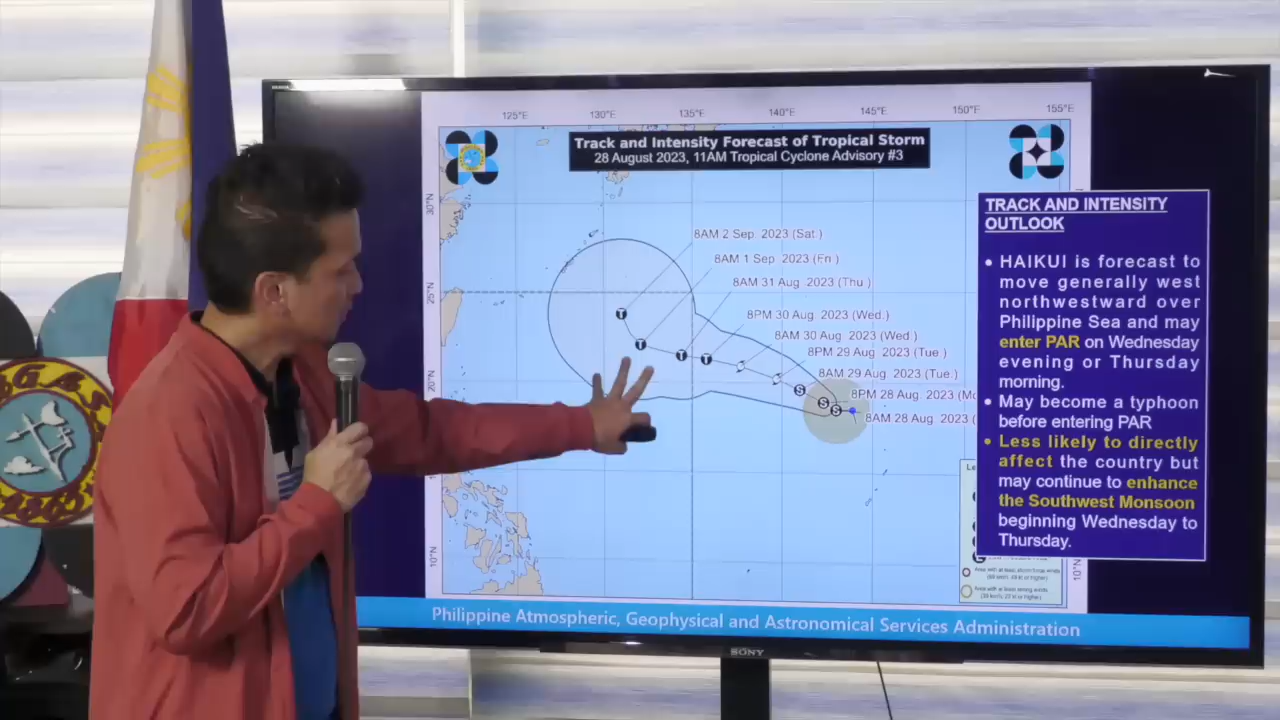 125°E 130°E 135°E 140°E 145°E 150°E 155°E
Track and Intensity Forecast of Tropical Storm
28 August 2023, 11AM Tropical Cyclone Advisory #3
30°N
25°N
20°N
10°N
10°N
8AM 2 Sep. 2023 (Sat.)
8AM 1 Sep. 2023 (Fri.)
8AM 31 Aug. 2023 (Thu.)
8PM 30 Aug. 2023 (Wed.)
8AM 30 Aug. 2023 (Wed.)
8PM 29 Aug. 2023 (Tue.)
8AM 29 Aug. 2023 (Tue.)
8PM 28 Aug. 2023 (Mo
8AM 28 Aug. 2023 (
T
T
T
T
S
S
S
Le
TRACK AND INTENSITY
OUTLOOK
• HAIKUI is forecast to
move generally west
northwestward over
Philippine Sea and may
enter PAR on Wednesday
evening or Thursday
morning.
• May become a typhoon
before entering PAR
• Less likely to directly
affect the country but
may continue to enhance
the Southwest Monsoon
beginning Wednesday to
Thursday.
Philippine Atmospheric, Geophysical and Astronomical Services Administration
SONY